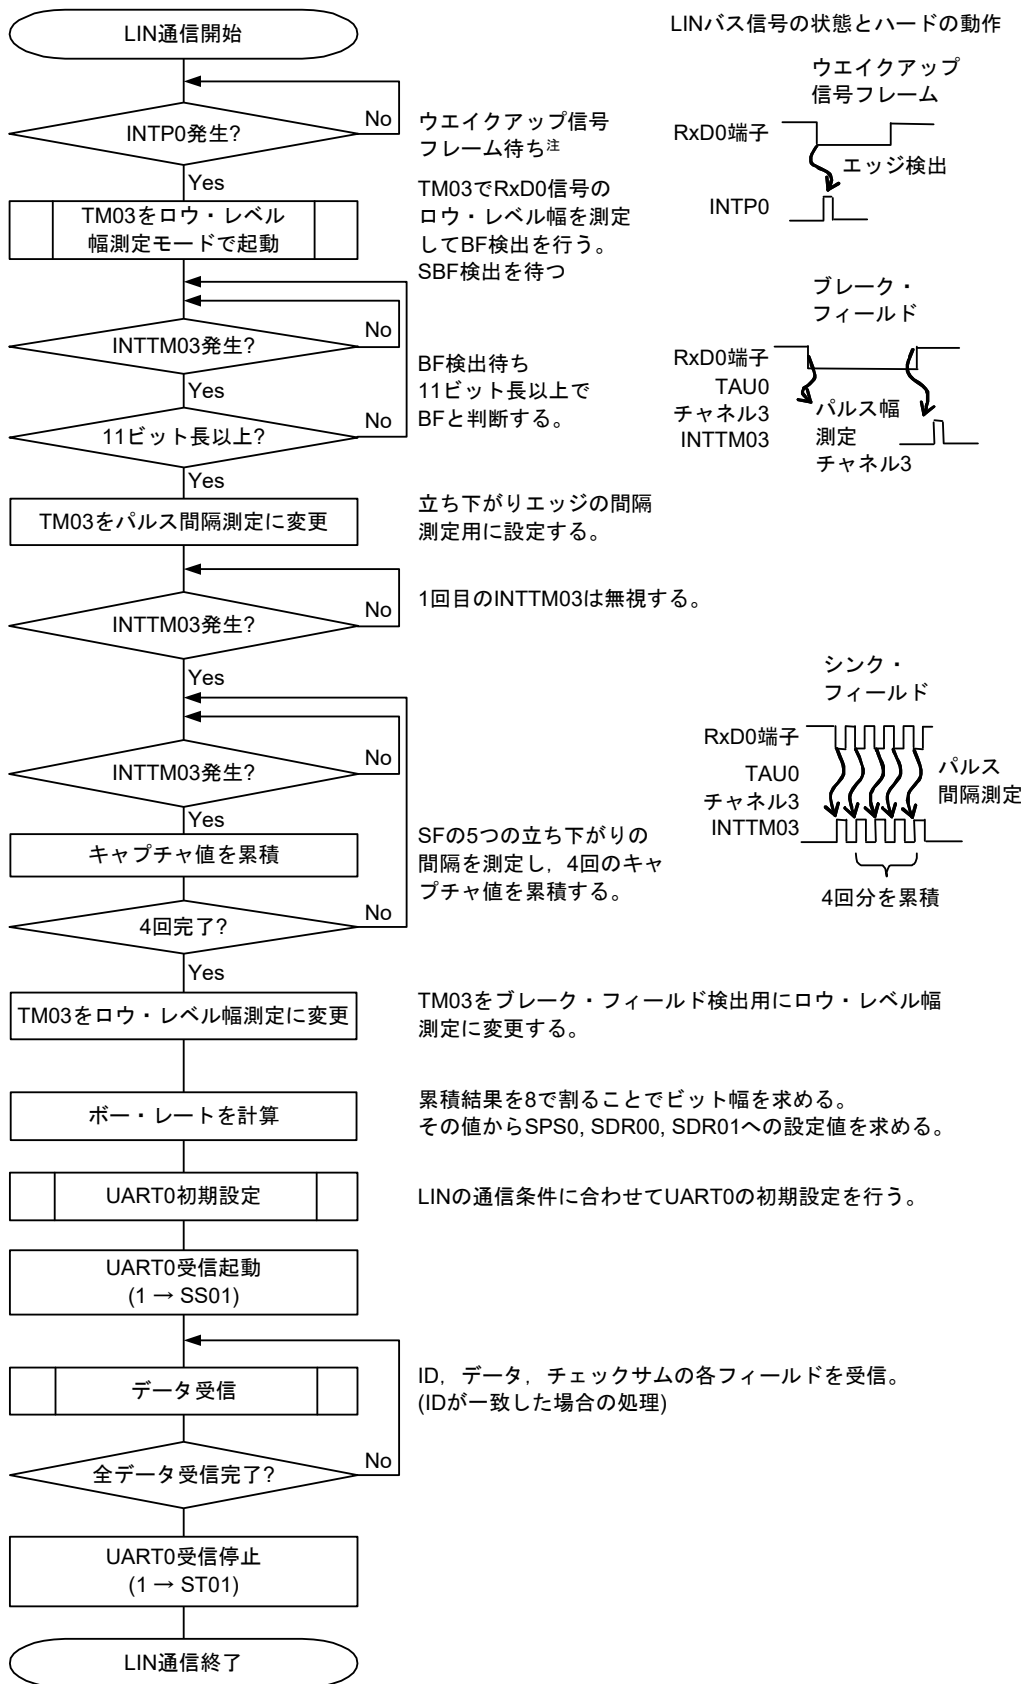 LIN通信開始
LINバス信号の状態とハードの動作
INTP0発生?
No
Yes
ウエイクアップ信号
フレーム待ち注
ウエイクアップ
信号フレーム
RxD0端子
エッジ検出
INTP0
TM03をロウ・レベル
幅測定モードで起動
TM03でRxD0信号の
ロウ・レベル幅を測定
してBF検出を行う。
SBF検出を待つ
INTTM03発生?
No
Yes
11ビット長以上?
No
Yes
BF検出待ち
11ビット長以上で
BFと判断する。
ブレーク・
フィールド
RxD0端子
TAU0
チャネル3
INTTM03
パルス幅
測定
チャネル3
TM03をパルス間隔測定に変更
立ち下がりエッジの間隔
測定用に設定する。
INTTM03発生?
No
Yes
1回目のINTTM03は無視する。
INTTM03発生?
No
Yes
シンク・
フィールド
RxD0端子
TAU0
チャネル3
INTTM03
パルス
間隔測定
4回分を累積
キャプチャ値を累積
SFの5つの立ち下がりの
間隔を測定し，4回のキャ
プチャ値を累積する。
4回完了?
No
Yes
TM03をロウ・レベル幅測定に変更
TM03をブレーク・フィールド検出用にロウ・レベル幅
測定に変更する。
ボー・レートを計算
累積結果を8で割ることでビット幅を求める。
その値からSPS0, SDR00, SDR01への設定値を求める。
UART0初期設定
LINの通信条件に合わせてUART0の初期設定を行う。
UART0受信起動
(1 → SS01)
データ受信
ID，データ，チェックサムの各フィールドを受信。
(IDが一致した場合の処理)
全データ受信完了?
No
UART0受信停止
(1 → ST01)
LIN通信終了